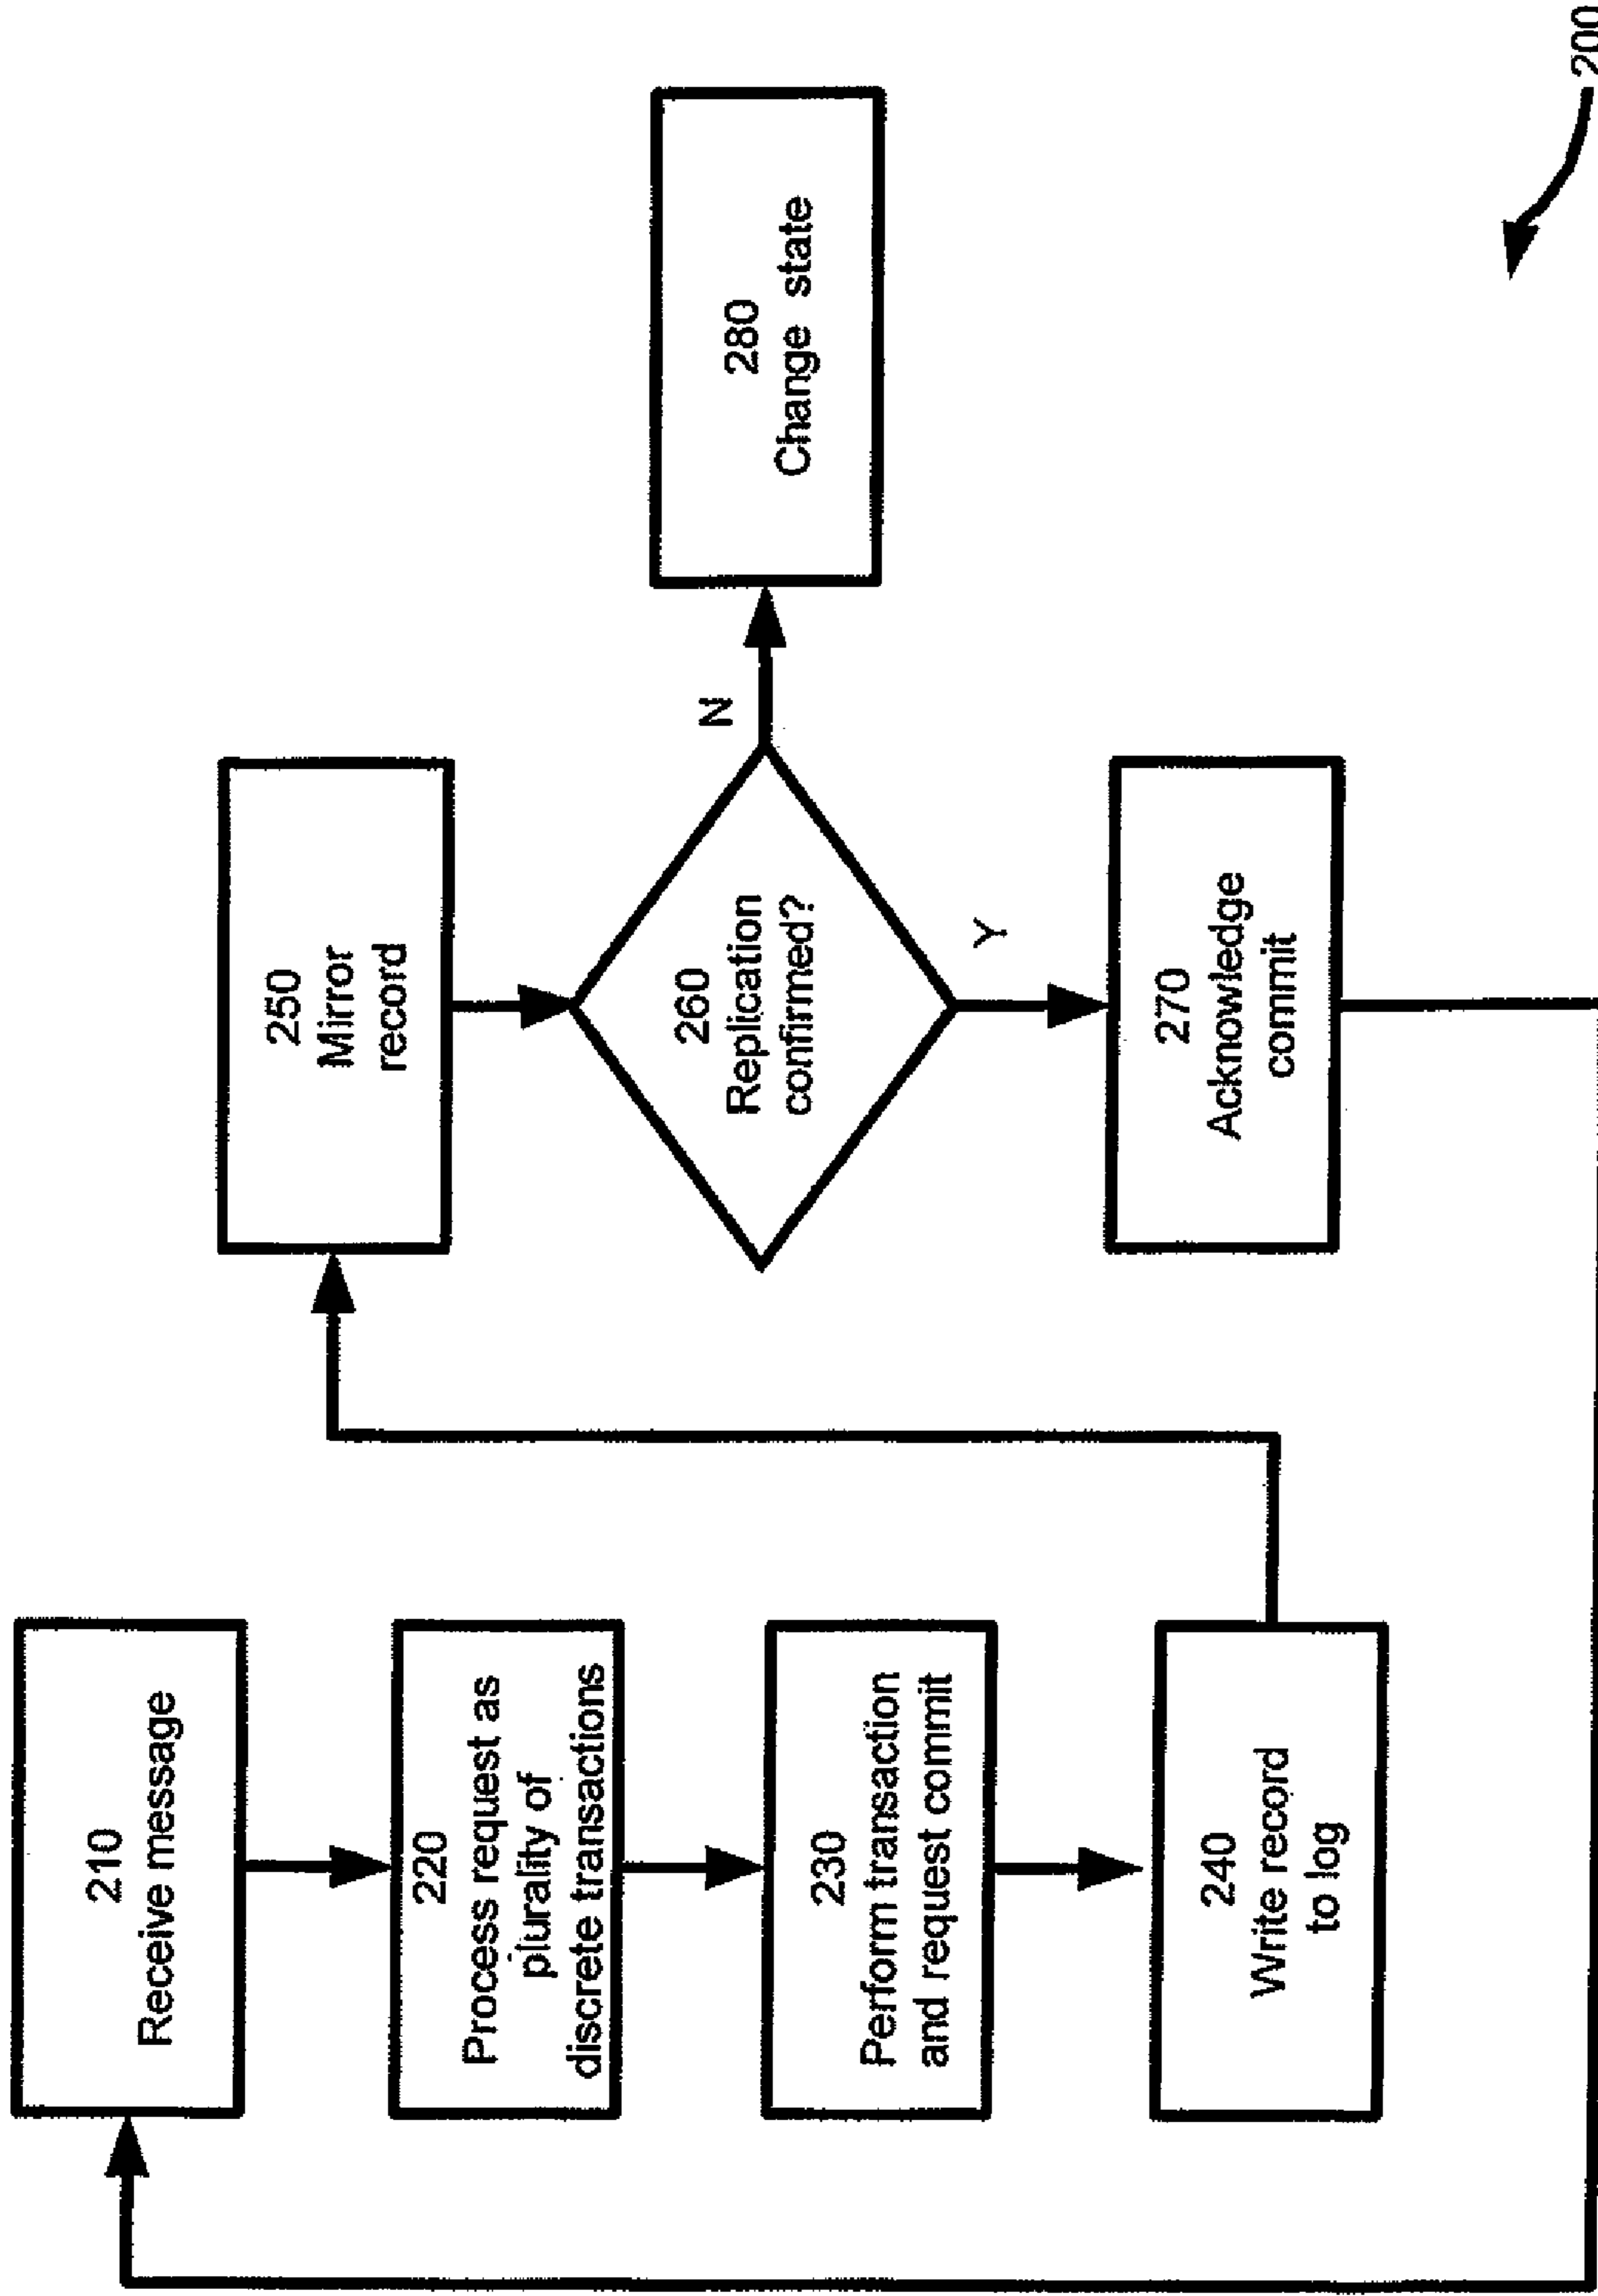 210
Receive message
220
Process request as
plurality of
discrete transactions
230
Perform transaction
and request commit
240
Write record
to log
250
Mirror
record
260
Replication
confirmed?
N
Y
270
Acknowledge
commit
280
Change state
200